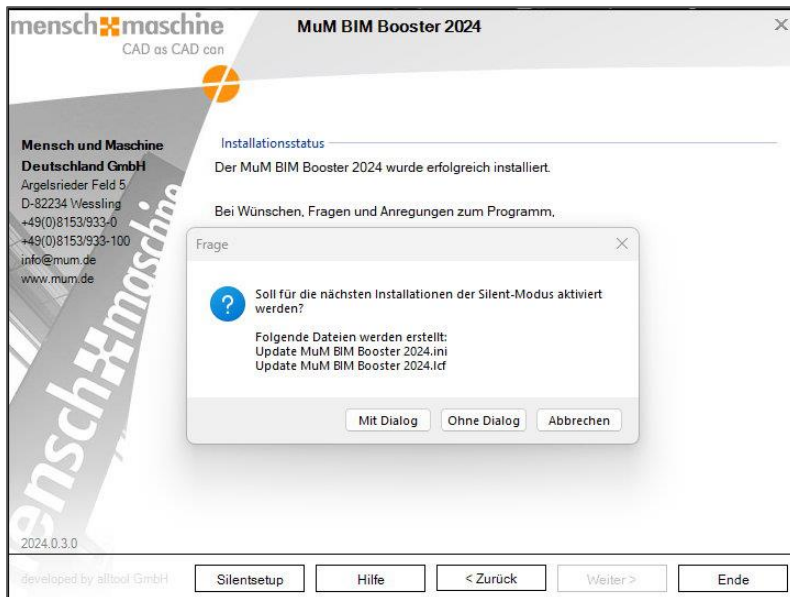 mensch maschine
CAD as CAD can
MuM BIM Booster 2024
Mensch und Maschine
Deutschland GmbH
Argelsrieder Feld 5
D-82234 Wessling
+49(0)8153/933-0
+49(0)8153/933-100
info@mum.de
www.mum.de
Installationsstatus
Der MuM BIM Booster 2024 wurde erfolgreich installiert.
Bei Wünschen, Fragen und Anregungen zum Programm,
Frage
Soll für die nächsten Installationen der Silent-Modus aktiviert
werden?
Folgende Dateien werden erstellt:
Update MuM BIM Booster 2024.ini
Update MuM BIM Booster 2024.lcf
Mit Dialog
Ohne Dialog
Abbrechen
ensch maschine
2024.0.3.0
developed by alltool GmbH
Silentsetup
Hilfe
< Zurück
Weiter >
Ende